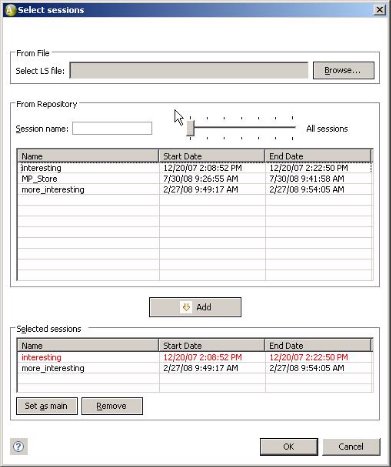 Select sessions
From File
Select LS file:
Browse...
From Repository
Session name:
All sessions
Name Start Date End Date
interesting 12/20/07 2:08:52 PM 12/20/07 2:22:50 PM
MP_Store 7/30/08 9:26:55 AM 7/30/08 9:41:58 AM
more_interesting 2/27/08 9:49:17 AM 2/27/08 9:54:05 AM
Add
Selected sessions
Name Start Date End Date
interesting 12/20/07 2:08:52 PM 12/20/07 2:22:50 PM
more_interesting 2/27/08 9:49:17 AM 2/27/08 9:54:05 AM
Set as main Remove
? OK Cancel